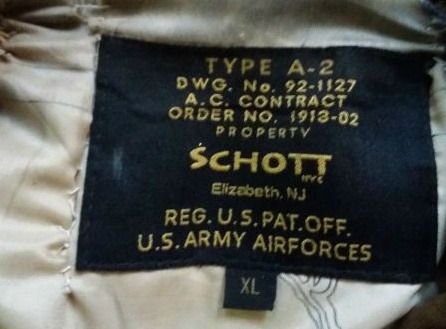 TYPE A-2
DWG. No. 92-1127
A.C. CONTRACT
ORDER NO. 1913-02
PROPERTY
SCHOTT
NYC
Elizabeth, NJ
REG. U.S. PAT. OFF.
U.S. ARMY AIRFORCES
XL